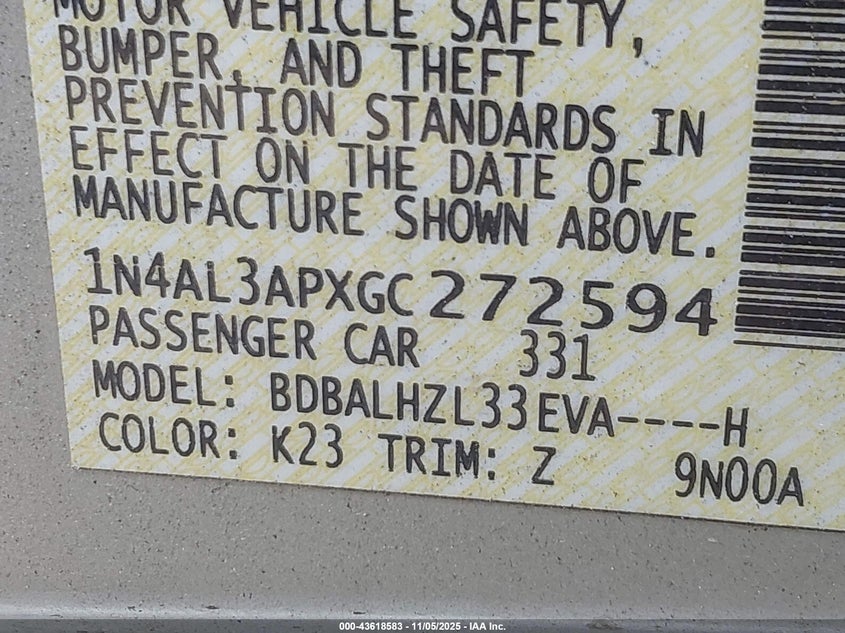 MOTOR VEHICLE SAFETY,
BUMPER, AND THEFT
PREVENTION STANDARDS IN
EFFECT ON THE DATE OF
MANUFACTURE SHOWN ABOVE.
1N4AL3APXGC272594
PASSENGER CAR 331
MODEL: BDBALHZL33EVA----H
COLOR: K23 TRIM: Z 9N00A
000-43618583 - 11/05/2025 - IAA Inc.